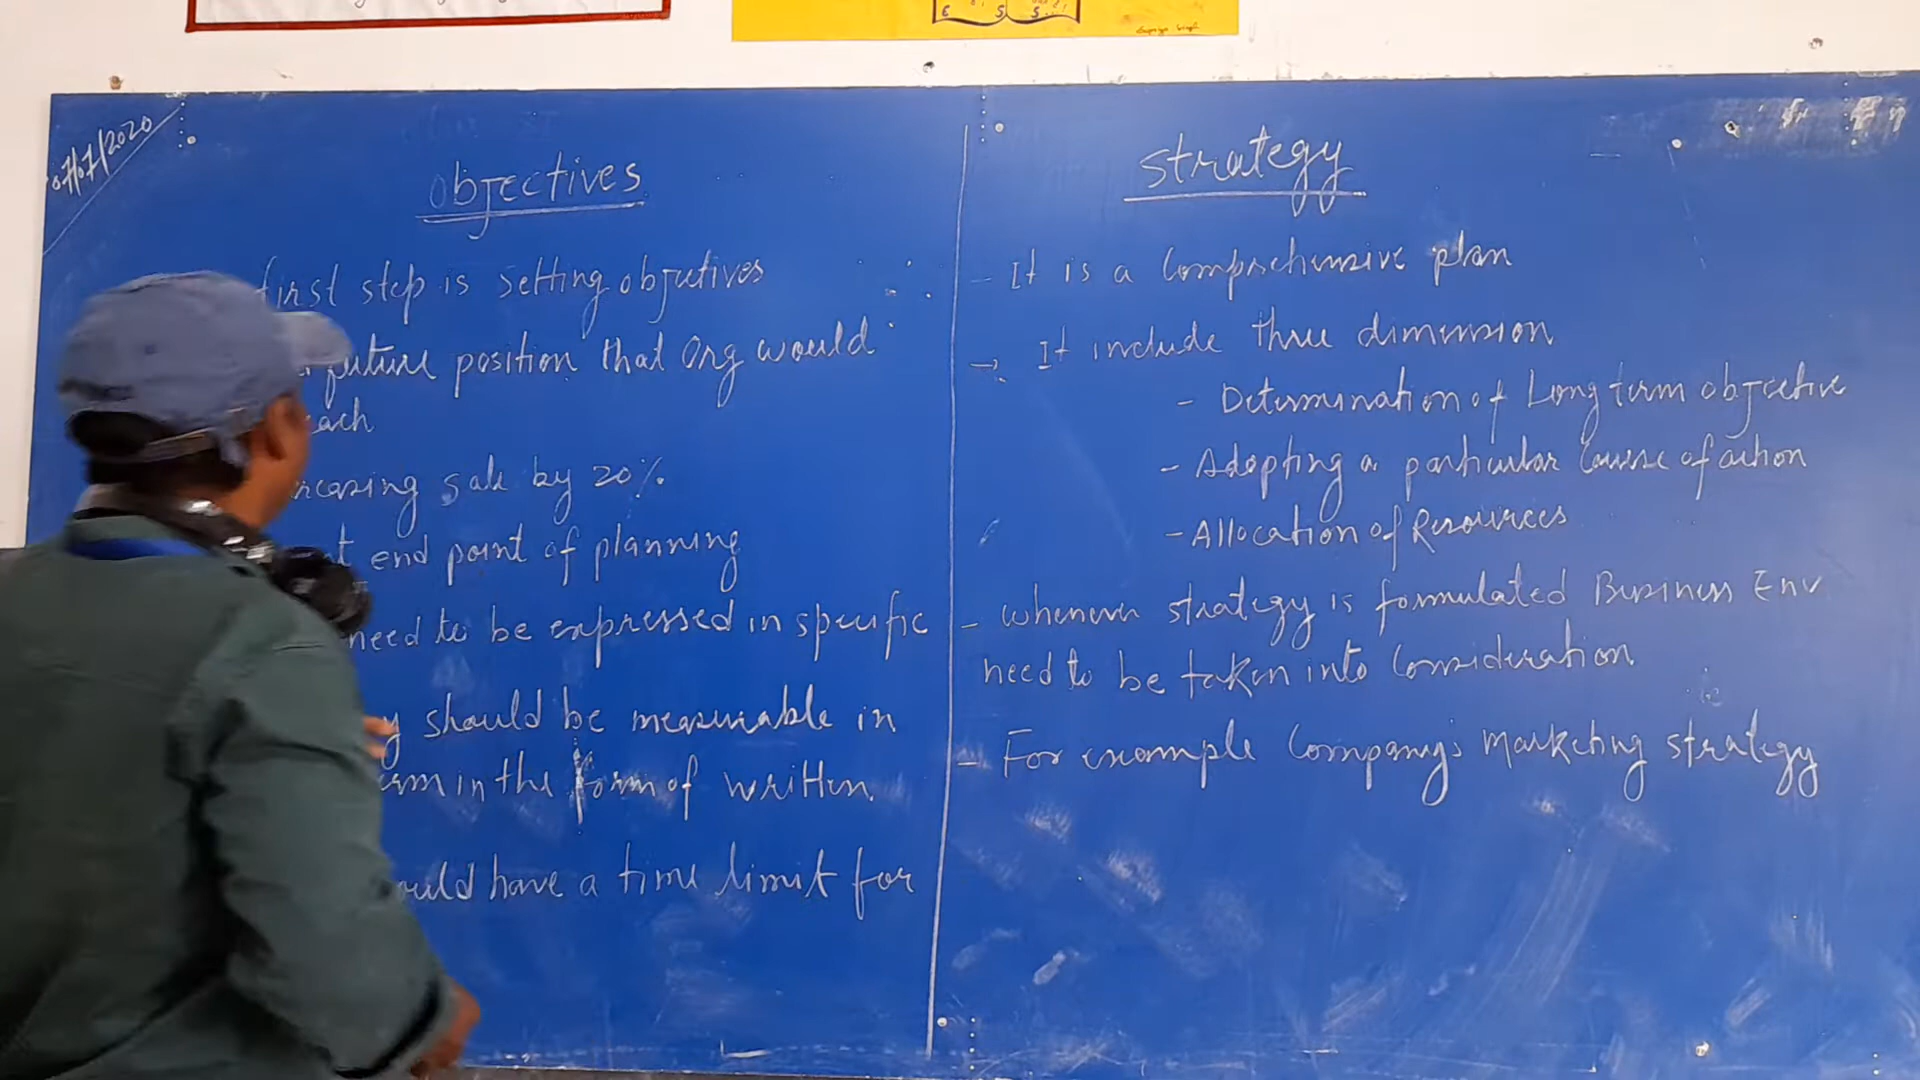 07/07/2020
objectives
first step is setting objectives
future position that Org would
each
ncreasing sale by 20%.
t end point of planning
need to be expressed in specific
y should be measurable in
erm in the form of written.
ould have a time limit for
strategy
- It is a Comprehensive plan
→ It include three dimension
- Determination of Long term objective
- Adopting a particular Course of action
- Allocation of Resources
- whenever strategy is formulated Business Env
need to be taken into Consideration.
- For example Company's Marketing strategy
E S S